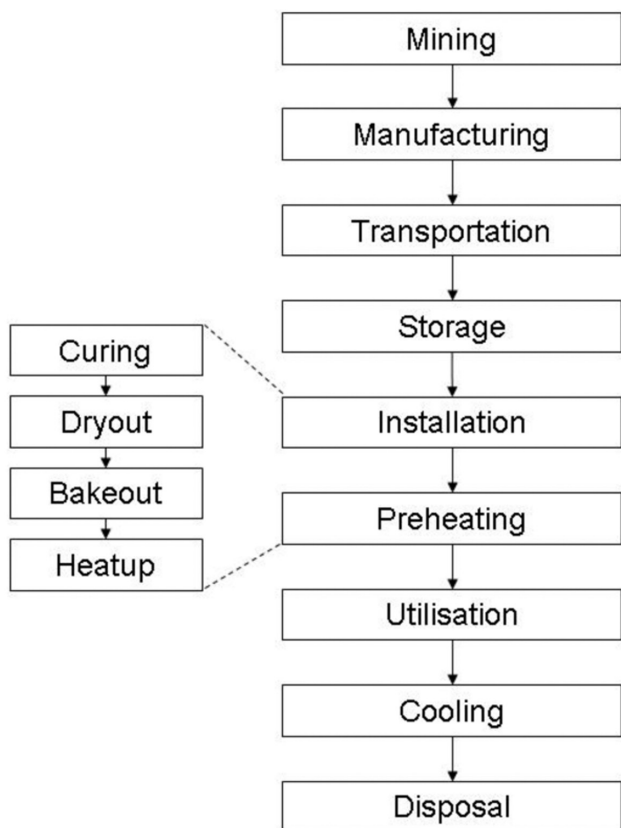 Mining
Manufacturing
Transportation
Storage
Installation
Preheating
Utilisation
Cooling
Disposal
Curing
Dryout
Bakeout
Heatup